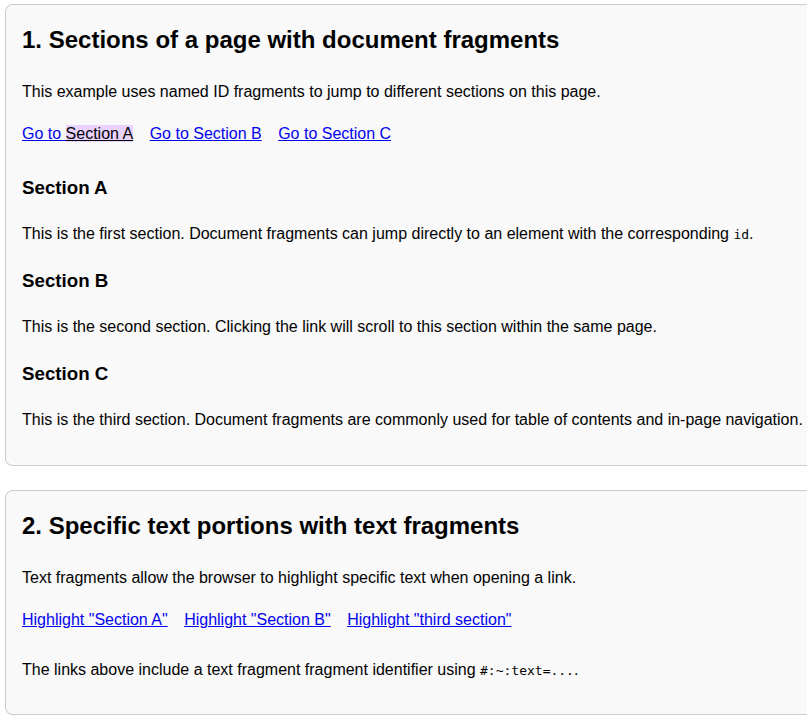 1. Sections of a page with document fragments
This example uses named ID fragments to jump to different sections on this page.
Go to Section A Go to Section B Go to Section C
Section A
This is the first section. Document fragments can jump directly to an element with the corresponding id.
Section B
This is the second section. Clicking the link will scroll to this section within the same page.
Section C
This is the third section. Document fragments are commonly used for table of contents and in-page navigation.
2. Specific text portions with text fragments
Text fragments allow the browser to highlight specific text when opening a link.
Highlight "Section A" Highlight "Section B" Highlight "third section"
The links above include a text fragment fragment identifier using #:~:text=....